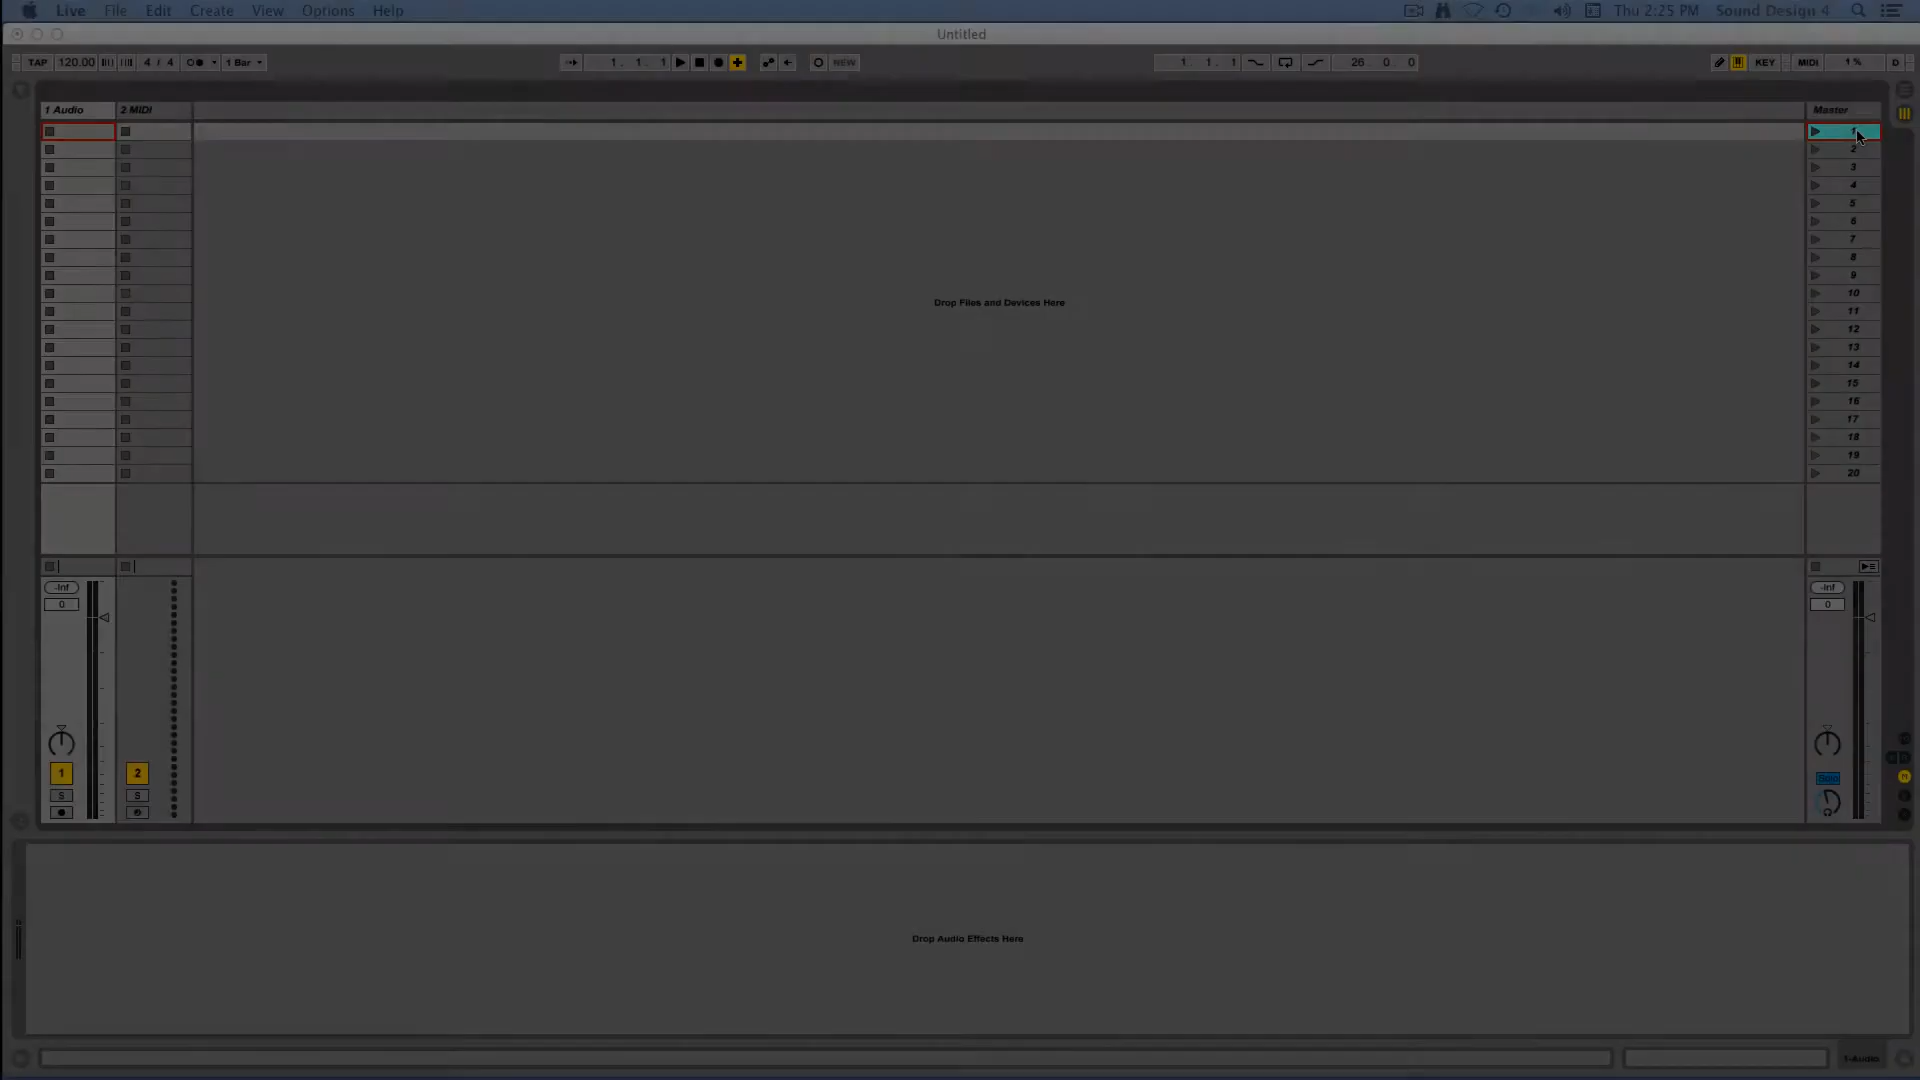 Live File Edit Create View Options Help Thu 2:25 PM Sound Design 4
Untitled
TAP 120.00 4 / 4 1 Bar 1. 1. 1 NEW 1. 1. 1 26. 0. 0 KEY MIDI 1 % D
1 Audio 2 MIDI Master
1
2
3
4
5
6
7
8
9
Drop Files and Devices Here
10
11
12
13
14
15
16
17
18
19
20
-Inf -Inf
0 0
1 2 Solo
S S
Drop Audio Effects Here
1-Audio